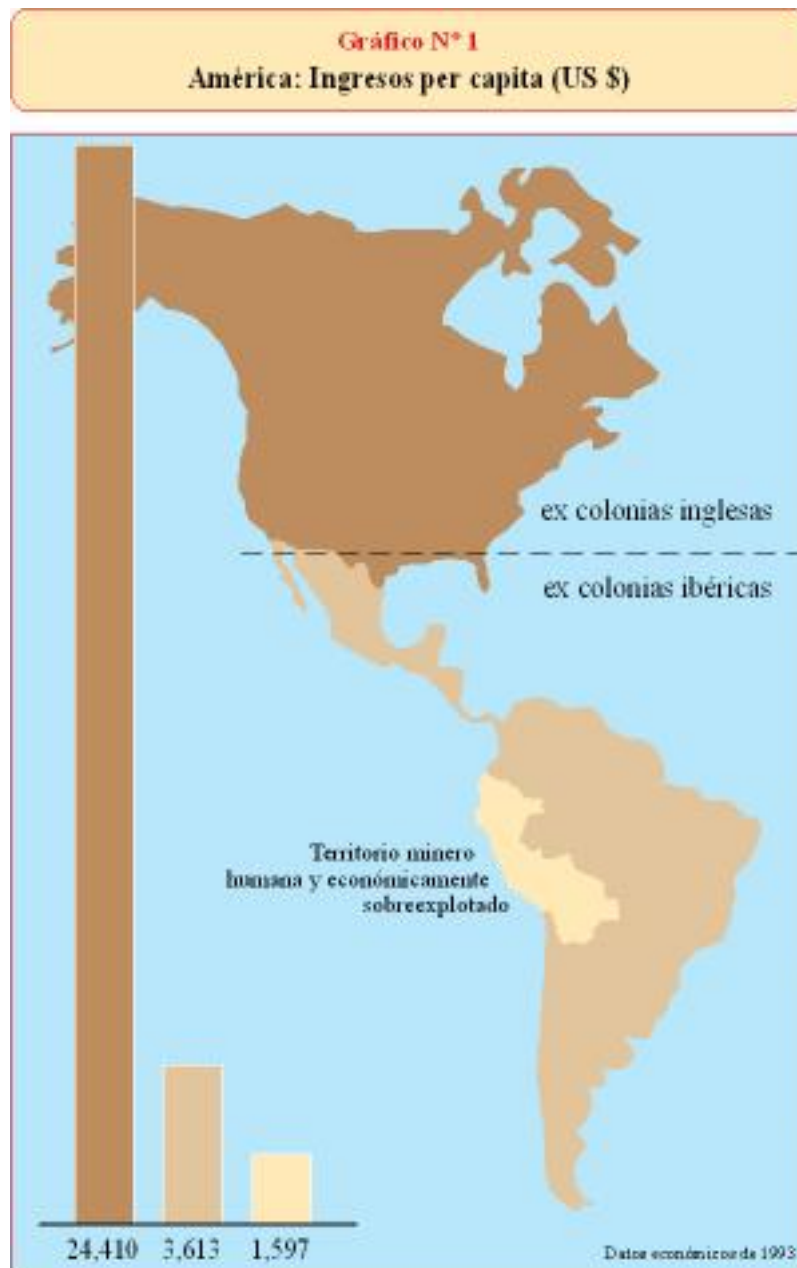 Gráfico Nº 1
América: Ingresos per capita (US $)
ex colonias inglesas
ex colonias ibéricas
Territorio minero
humana y económicamente
sobreexplotado
24,410 3,613 1,597
Datos económicos de 1993